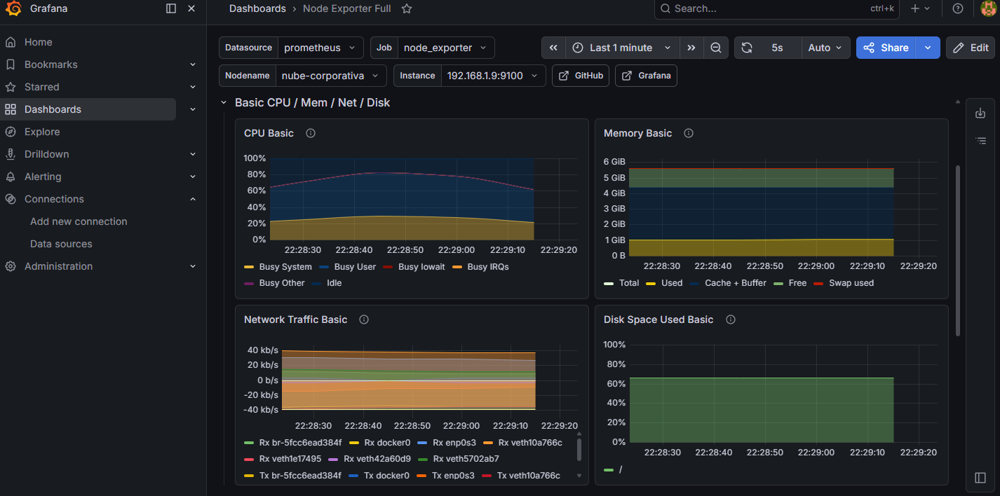 Grafana
Dashboards › Node Exporter Full
Search...
ctrl+k
Home
Bookmarks
Starred
Dashboards
Explore
Drilldown
Alerting
Connections
Add new connection
Data sources
Administration
Datasource prometheus
Job node_exporter
Last 1 minute
5s
Auto
Share
Edit
Nodename nube-corporativa
Instance 192.168.1.9:9100
GitHub
Grafana
Basic CPU / Mem / Net / Disk
CPU Basic
100%
80%
60%
40%
20%
0%
22:28:30 22:28:40 22:28:50 22:29:00 22:29:10 22:29:20
Busy System Busy User Busy Iowait Busy IRQs
Busy Other Idle
Memory Basic
6 GiB
5 GiB
4 GiB
3 GiB
2 GiB
1 GiB
0 B
22:28:30 22:28:40 22:28:50 22:29:00 22:29:10 22:29:20
Total Used Cache + Buffer Free Swap used
Network Traffic Basic
40 kb/s
20 kb/s
0 b/s
-20 kb/s
-40 kb/s
22:28:30 22:28:40 22:28:50 22:29:00 22:29:10 22:29:20
Rx br-5fcc6ead384f Rx docker0 Rx enp0s3 Rx veth10a766c
Rx veth1e17495 Rx veth42a60d9 Rx veth5702ab7
Tx br-5fcc6ead384f Tx docker0 Tx enp0s3 Tx veth10a766c
Disk Space Used Basic
100%
80%
60%
40%
20%
0%
22:28:30 22:28:40 22:28:50 22:29:00 22:29:10 22:29:20
/